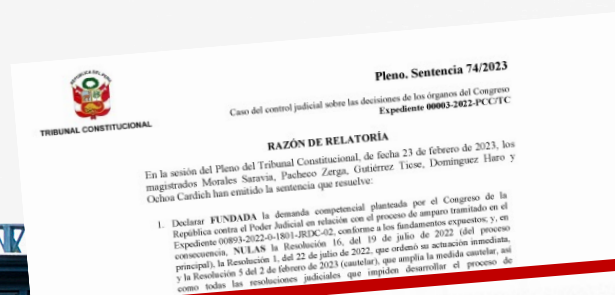 Pleno. Sentencia 74/2023
Caso del control judicial sobre las decisiones de los órganos del Congreso
Expediente 00003-2022-PCC/TC
TRIBUNAL CONSTITUCIONAL
RAZÓN DE RELATORÍA
En la sesión del Pleno del Tribunal Constitucional, de fecha 23 de febrero de 2023, los
magistrados Morales Saravia, Pacheco Zerga, Gutiérrez Ticse, Domínguez Haro y
Ochoa Cardich han emitido la sentencia que resuelve:
1. Declarar FUNDADA la demanda competencial planteada por el Congreso de la
República contra el Poder Judicial en relación con el proceso de amparo tramitado en el
Expediente 00893-2022-0-1801-JRDC-02, conforme a los fundamentos expuestos; y, en
consecuencia, NULAS la Resolución 16, del 19 de julio de 2022 (del proceso
principal), la Resolución 1, del 22 de julio de 2022, que ordenó su actuación inmediata,
y la Resolución 5 del 2 de febrero de 2023 (cautelar), que amplía la medida cautelar, así
como todas las resoluciones judiciales que impiden desarrollar el proceso de